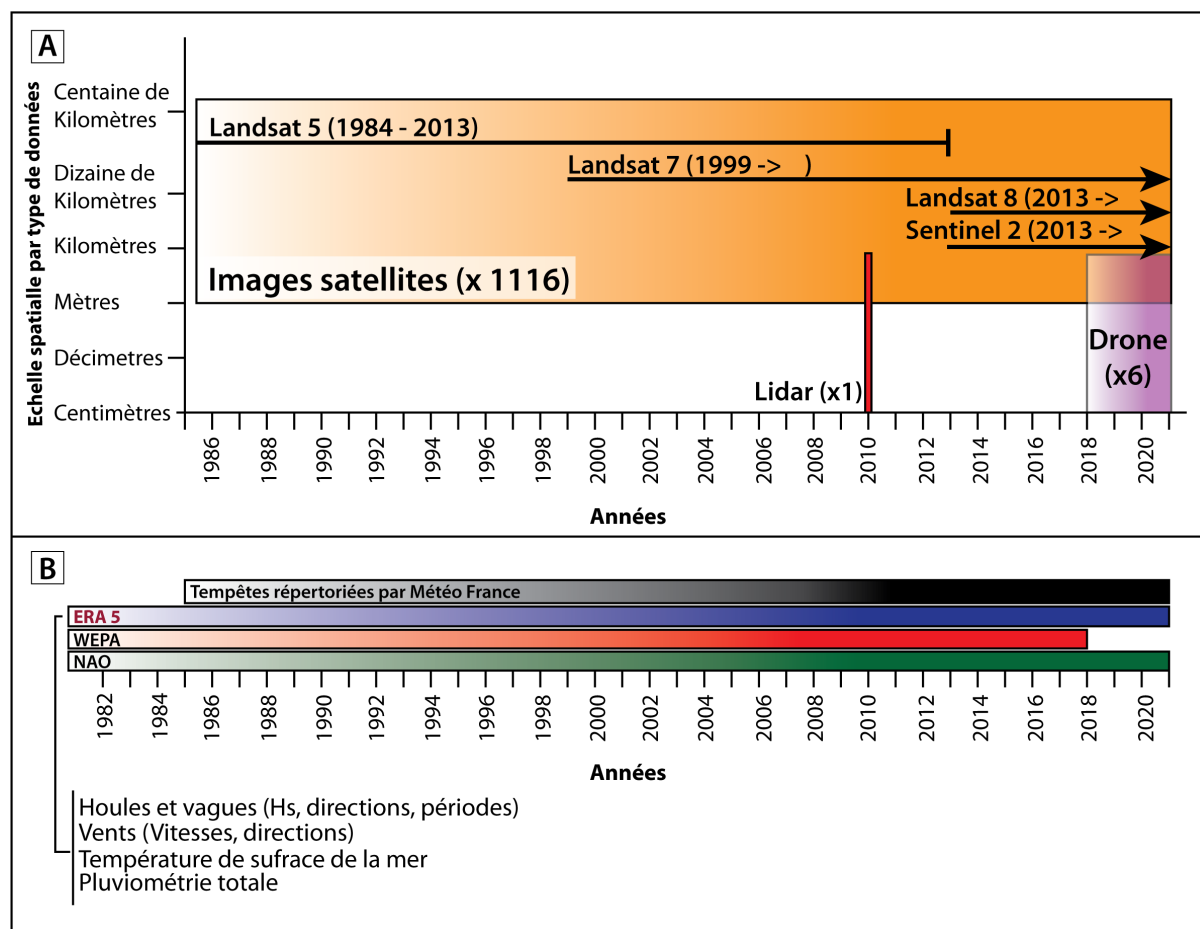 A
Echelle spatialle par type de données
Centaine de
Kilomètres
Dizaine de
Kilomètres
Kilomètres
Mètres
Décimetres
Centimètres
Landsat 5 (1984 - 2013)
Landsat 7 (1999 -> )
Landsat 8 (2013 ->
Sentinel 2 (2013 ->
Images satellites (x 1116)
Lidar (x1)
Drone
(x6)
1986 1988 1990 1992 1994 1996 1998 2000 2002 2004 2006 2008 2010 2012 2014 2016 2018 2020
Années
B
Tempêtes répertoriées par Météo France
ERA 5
WEPA
NAO
1982 1984 1986 1988 1990 1992 1994 1996 1998 2000 2002 2004 2006 2008 2010 2012 2014 2016 2018 2020
Années
Houles et vagues (Hs, directions, périodes)
Vents (Vitesses, directions)
Température de sufrace de la mer
Pluviométrie totale